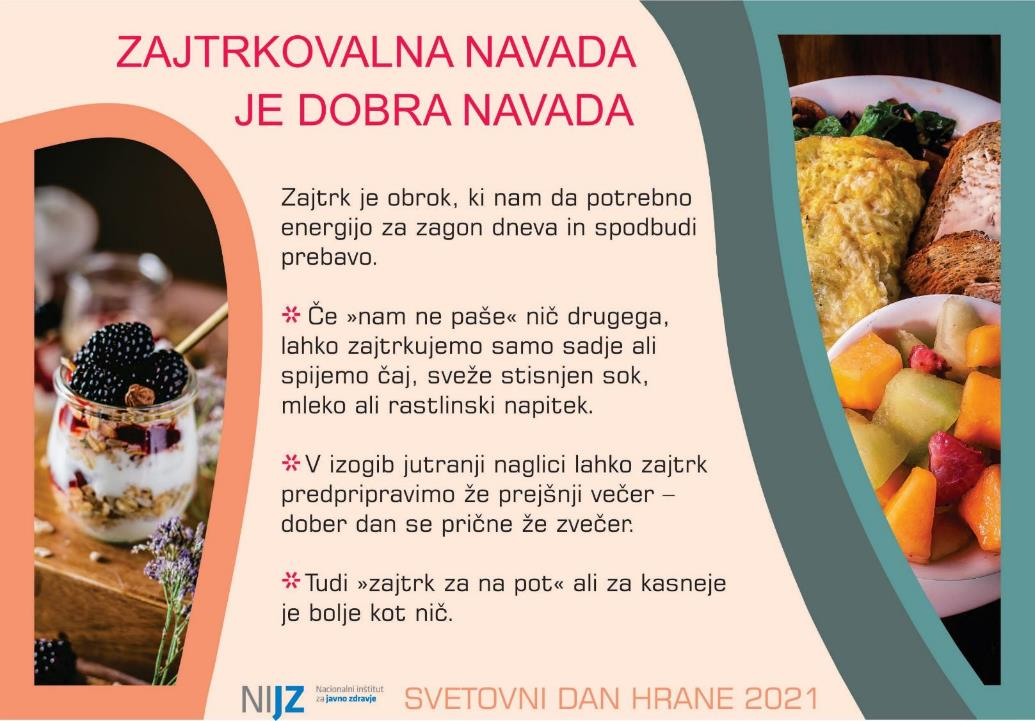 ZAJTRKOVALNA NAVADA
JE DOBRA NAVADA
Zajtrk je obrok, ki nam da potrebno
energijo za zagon dneva in spodbudi
prebavo.
* Če »nam ne paše« nič drugega,
lahko zajtrkujemo samo sadje ali
spijemo čaj, sveže stisnjen sok,
mleko ali rastlinski napitek.
* V izogib jutranji naglici lahko zajtrk
predpripravimo že prejšnji večer –
dober dan se prične že zvečer.
* Tudi »zajtrk za na pot« ali za kasneje
je bolje kot nič.
NIJZ Nacionalni inštitut
za javno zdravje
SVETOVNI DAN HRANE 2021